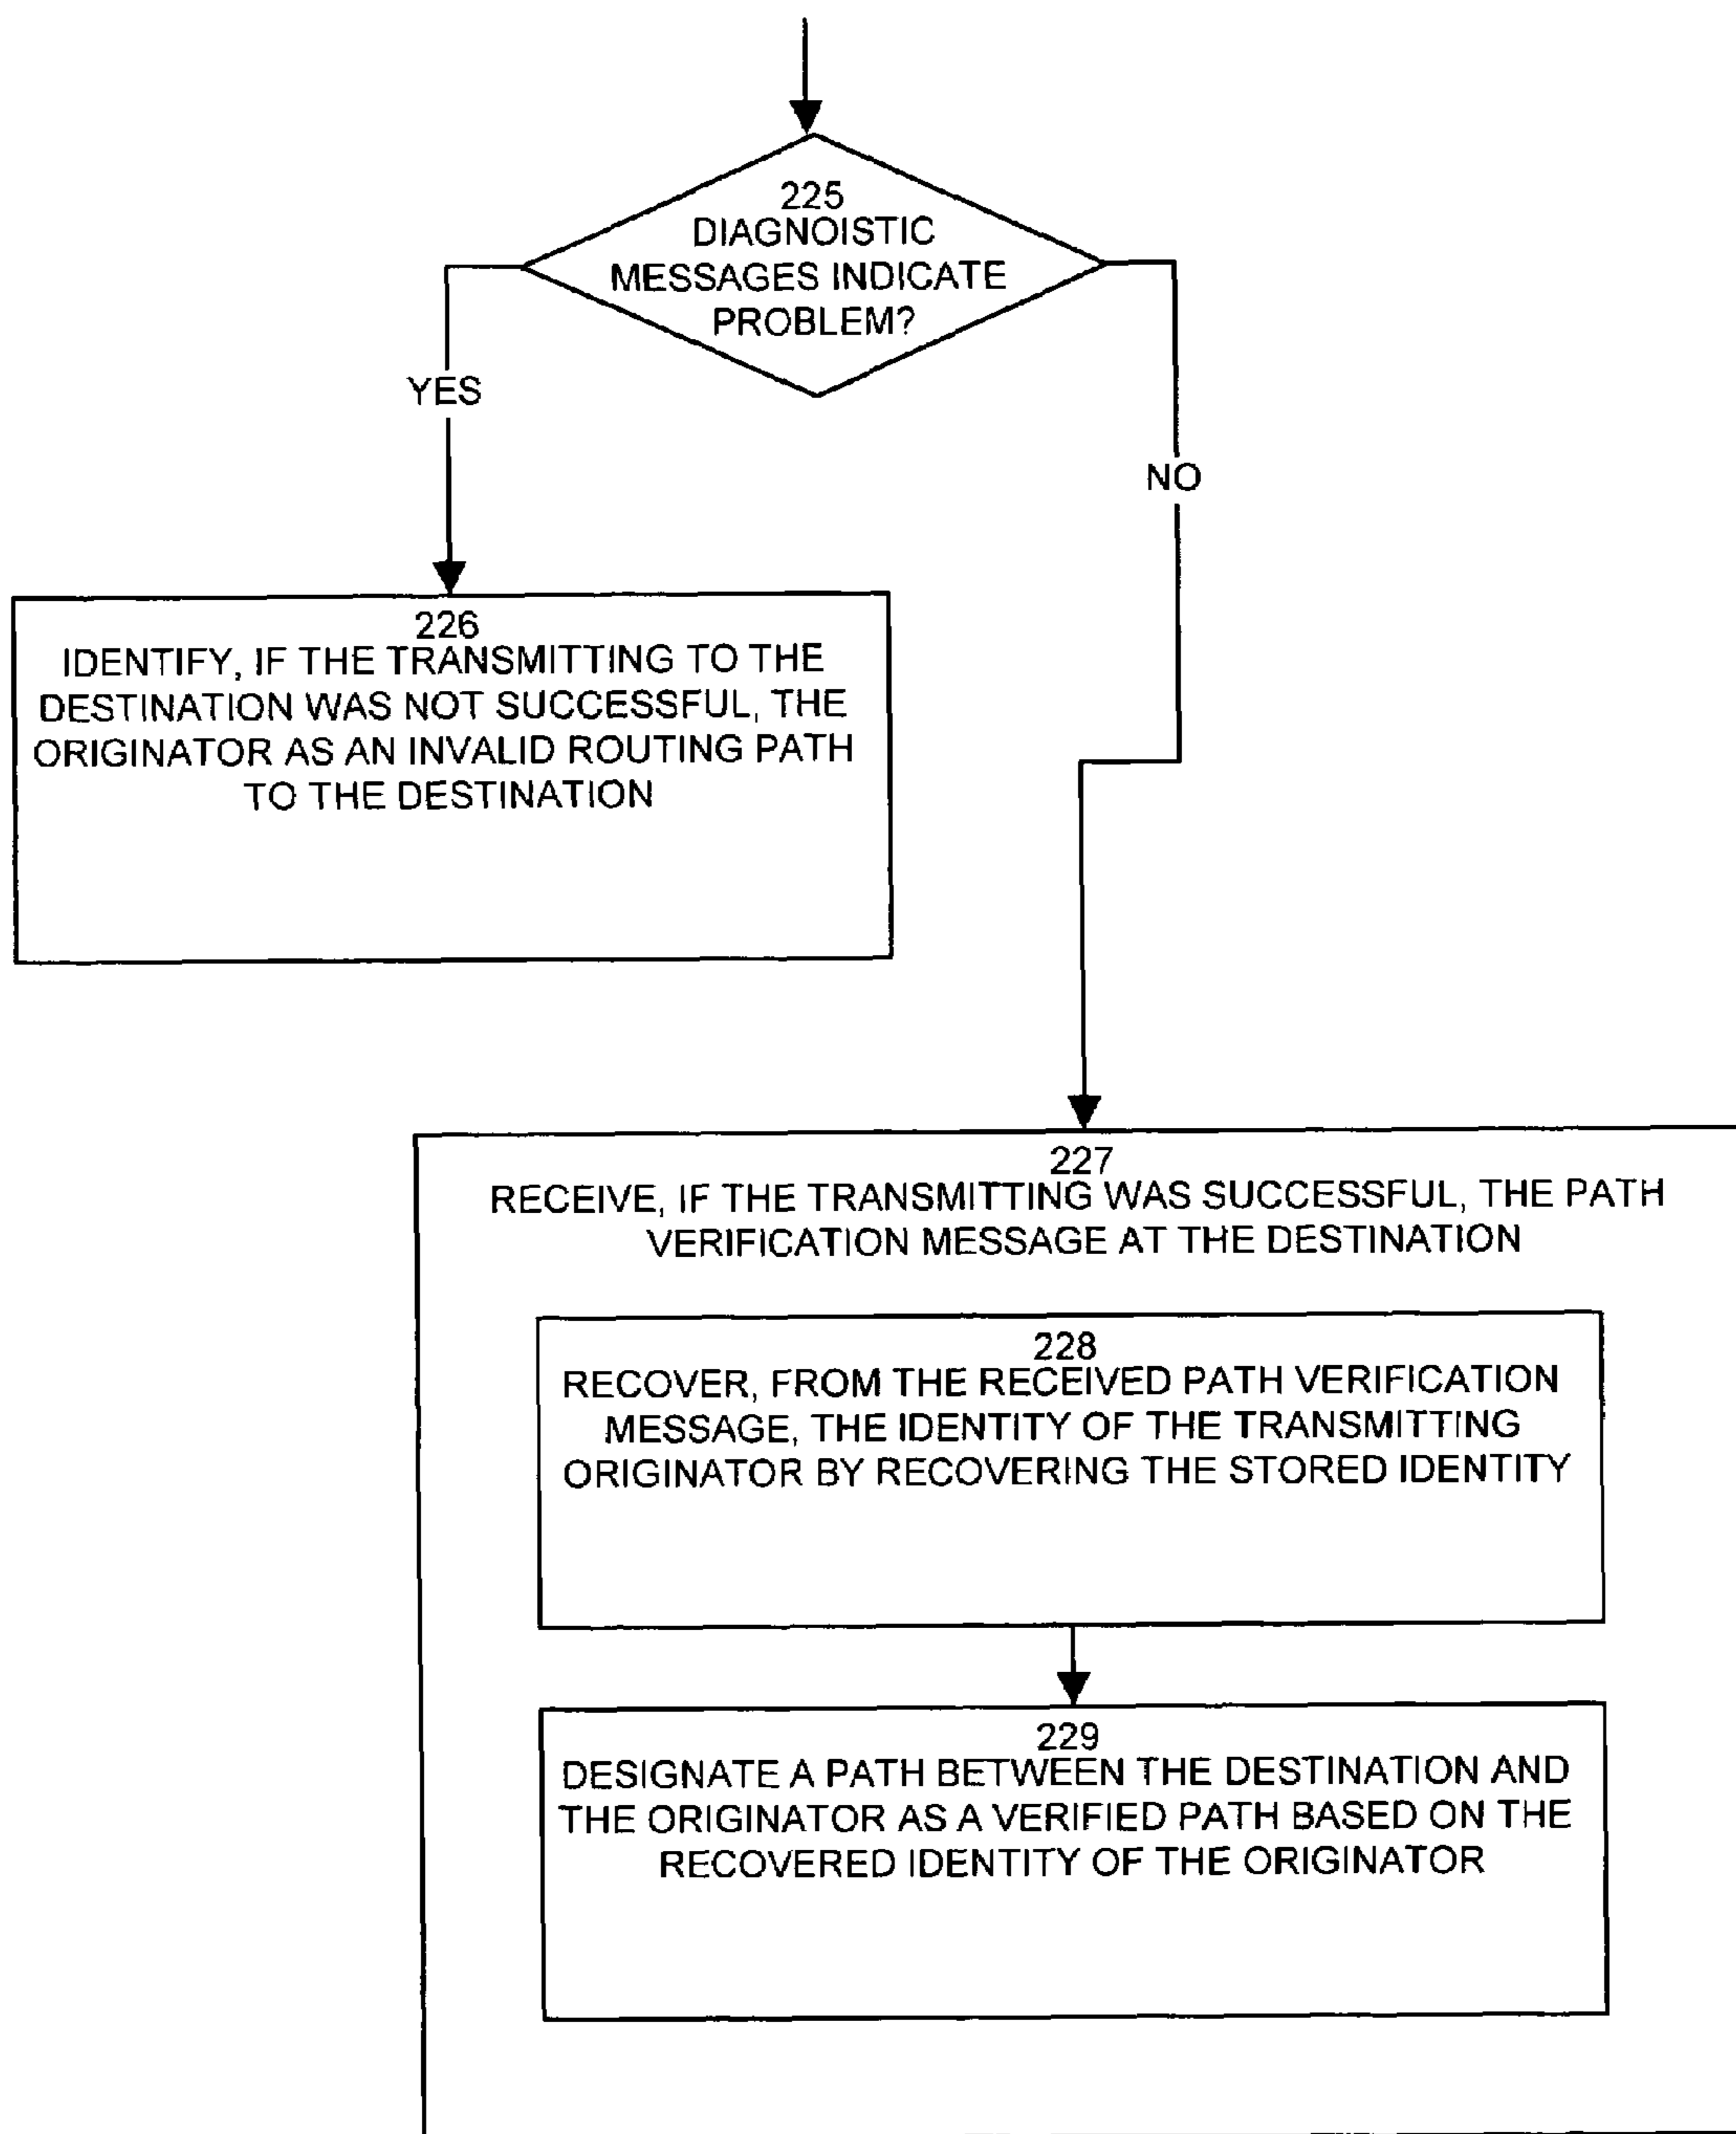 225
DIAGNOISTIC
MESSAGES INDICATE
PROBLEM?
YES
NO
226
IDENTIFY, IF THE TRANSMITTING TO THE
DESTINATION WAS NOT SUCCESSFUL, THE
ORIGINATOR AS AN INVALID ROUTING PATH
TO THE DESTINATION
227
RECEIVE, IF THE TRANSMITTING WAS SUCCESSFUL, THE PATH
VERIFICATION MESSAGE AT THE DESTINATION
228
RECOVER, FROM THE RECEIVED PATH VERIFICATION
MESSAGE, THE IDENTITY OF THE TRANSMITTING
ORIGINATOR BY RECOVERING THE STORED IDENTITY
229
DESIGNATE A PATH BETWEEN THE DESTINATION AND
THE ORIGINATOR AS A VERIFIED PATH BASED ON THE
RECOVERED IDENTITY OF THE ORIGINATOR